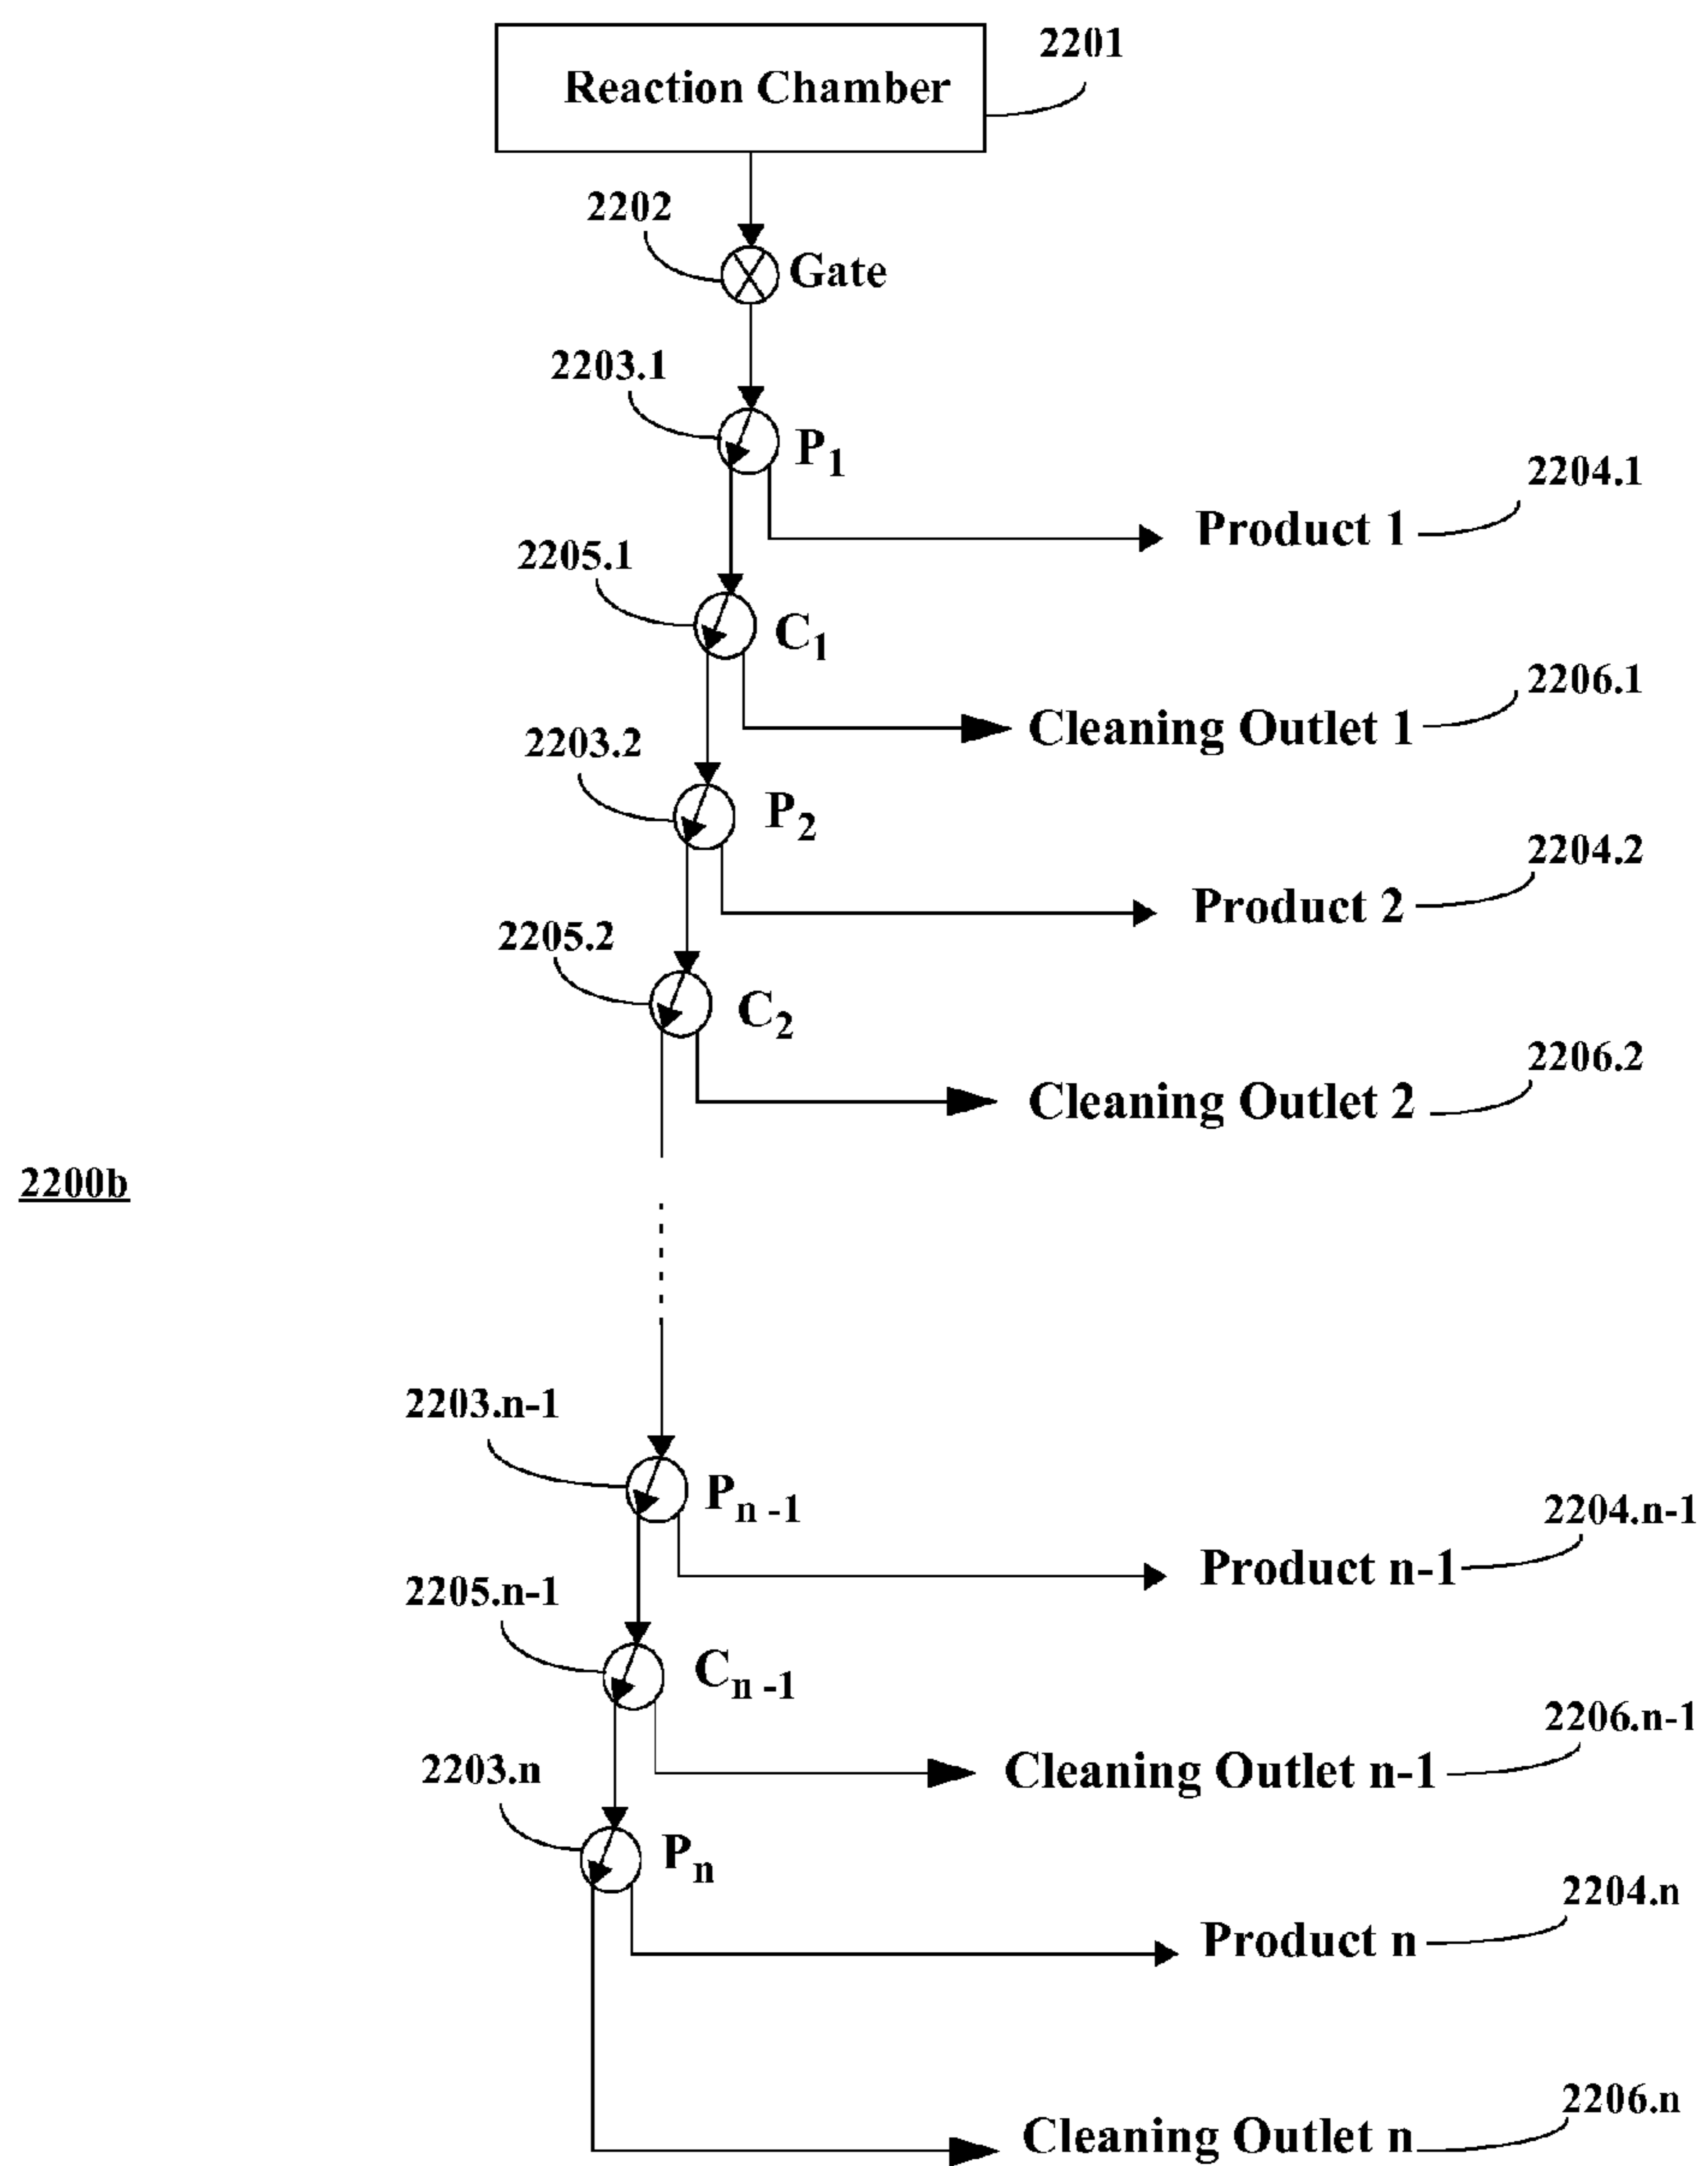 2201
Reaction Chamber
2202
Gate
2203.1
P1
2204.1
Product 1
2205.1
C1
2206.1
Cleaning Outlet 1
2203.2
P2
2204.2
Product 2
2205.2
C2
2206.2
Cleaning Outlet 2
2200b
2203.n-1
Pn -1
2204.n-1
Product n-1
2205.n-1
Cn -1
2206.n-1
Cleaning Outlet n-1
2203.n
Pn
2204.n
Product n
2206.n
Cleaning Outlet n